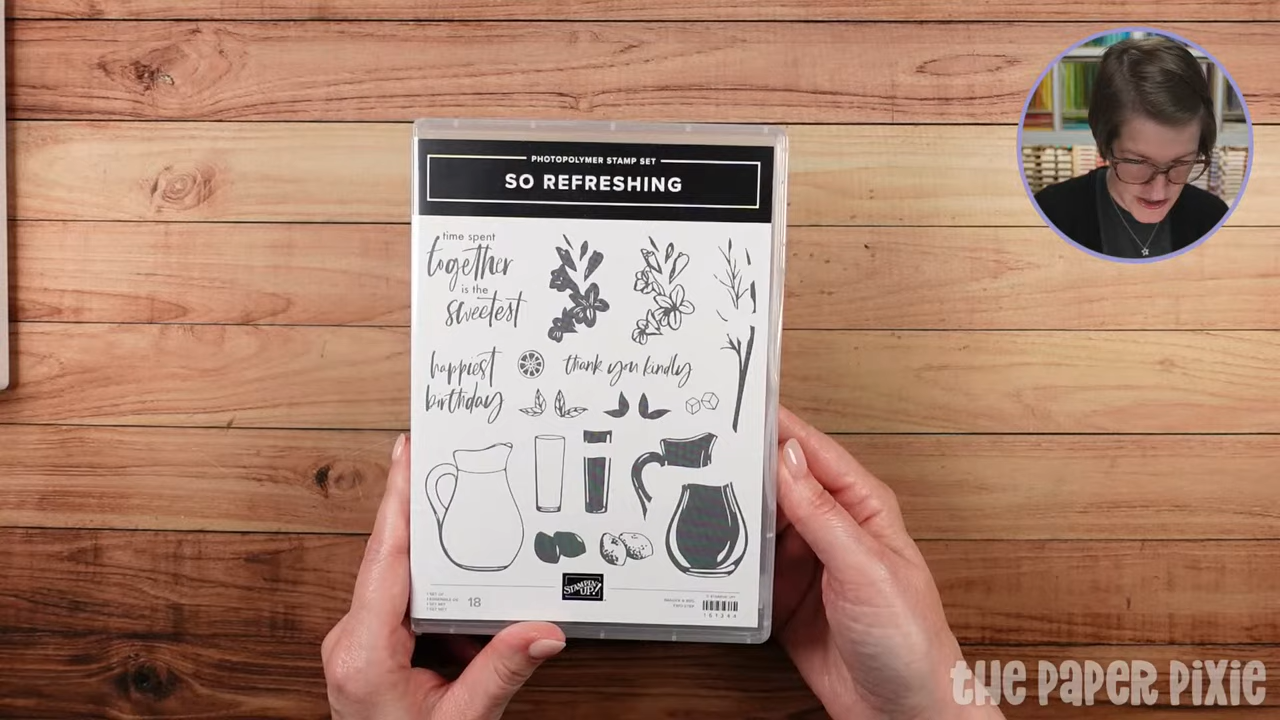 PHOTOPOLYMER STAMP SET
SO REFRESHING
time spent
together
is the
sweetest
happiest
birthday
thank you kindly
STAMPIN' UP!
18
THE PAPER PIXIE